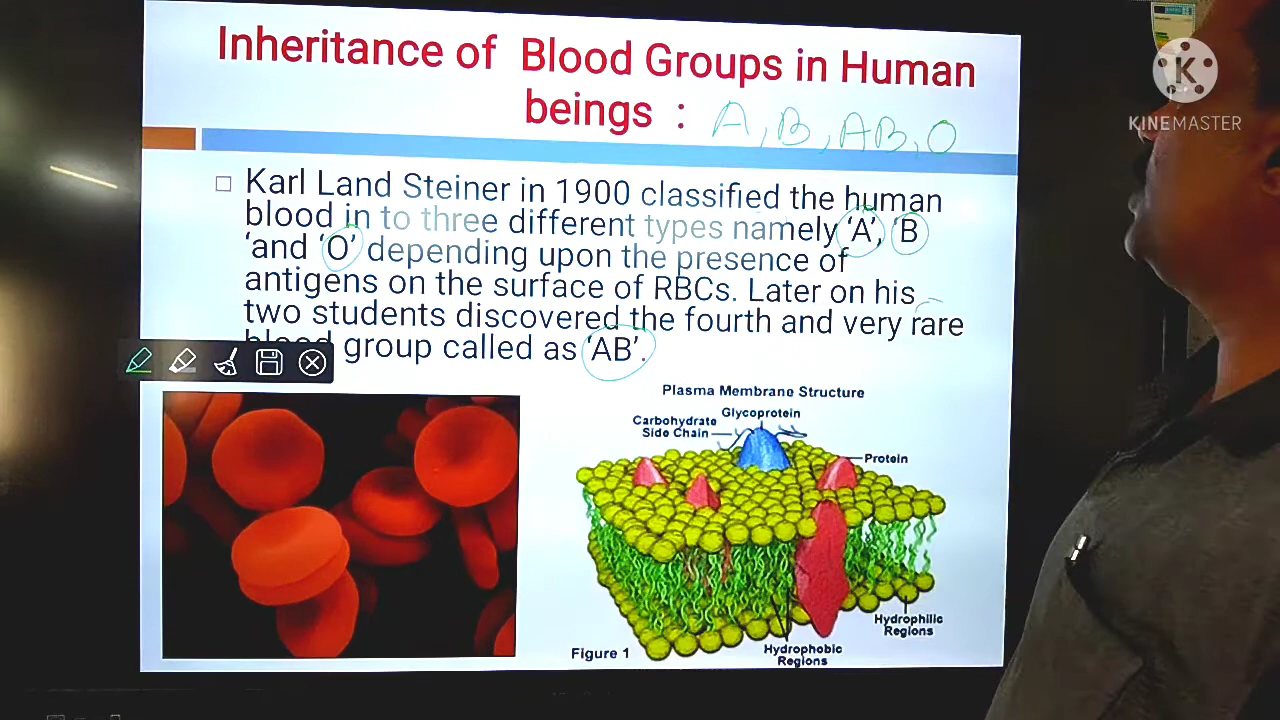 Inheritance of Blood Groups in Human
beings : A, B, AB, O
KINEMASTER
Karl Land Steiner in 1900 classified the human
blood in to three different types namely ‘A’, ‘B
‘and ‘O’ depending upon the presence of
antigens on the surface of RBCs. Later on his
two students discovered the fourth and very rare
blood group called as ‘AB’.
Plasma Membrane Structure
Glycoprotein
Carbohydrate
Side Chain
Protein
Hydrophilic
Regions
Hydrophobic
Regions
Figure 1